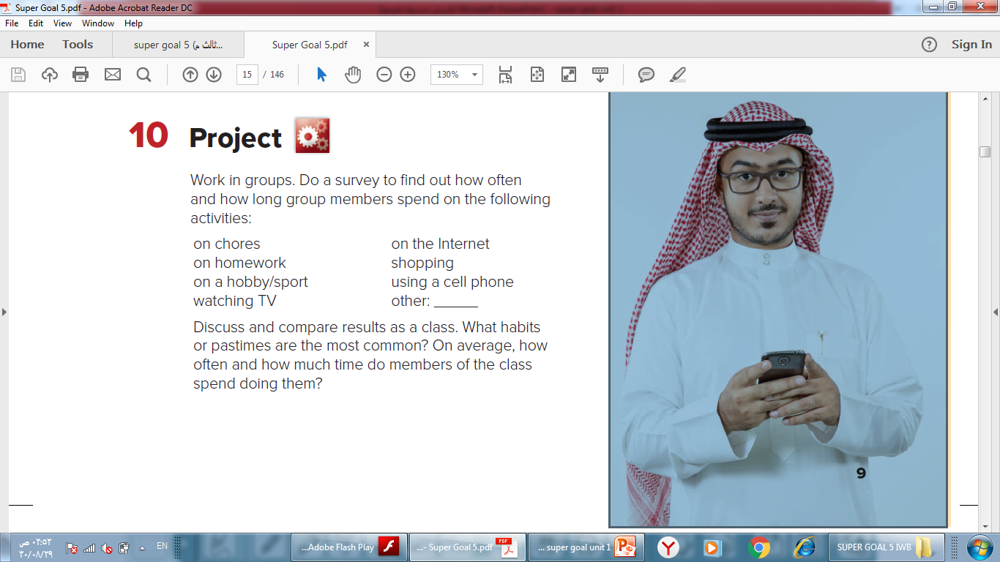 Super Goal 5.pdf - Adobe Acrobat Reader DC
File Edit View Window Help
Home Tools super goal 5 (ثالث م... Super Goal 5.pdf × Sign In
15 / 146 130%
10 Project
Work in groups. Do a survey to find out how often
and how long group members spend on the following
activities:
on chores
on homework
on a hobby/sport
watching TV
on the Internet
shopping
using a cell phone
other: ______
Discuss and compare results as a class. What habits
or pastimes are the most common? On average, how
often and how much time do members of the class
spend doing them?
9
٠٢:٥٢ ص
٣٠/٠٨/٢٩
EN
...Adobe Flash Play
...- Super Goal 5.pdf
... super goal unit 1
SUPER GOAL 5 IWB